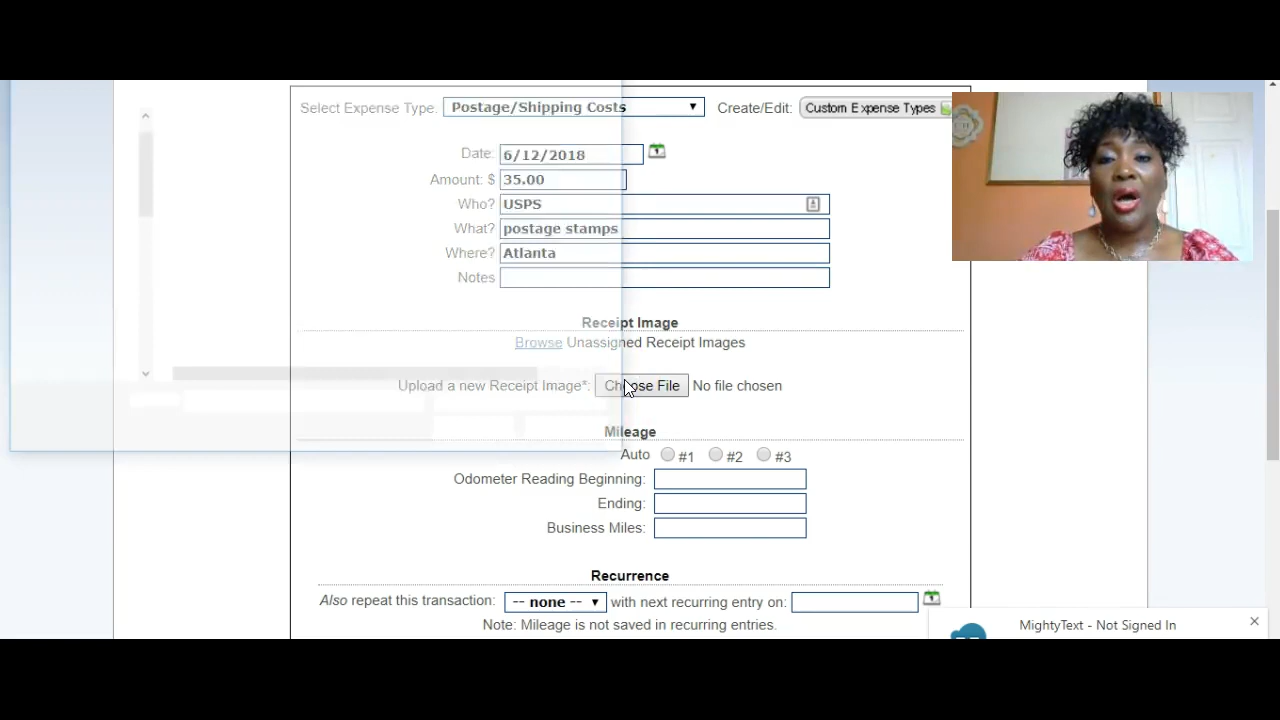 Select Expense Type: Postage/Shipping Costs Create/Edit: Custom Expense Types
Date: 6/12/2018
Amount: $ 35.00
Who? USPS
What? postage stamps
Where? Atlanta
Notes
Receipt Image
Browse Unassigned Receipt Images
Upload a new Receipt Image*: Choose File No file chosen
Mileage
Auto #1 #2 #3
Odometer Reading Beginning:
Ending:
Business Miles:
Recurrence
Also repeat this transaction: -- none -- with next recurring entry on:
Note: Mileage is not saved in recurring entries.
MightyText - Not Signed In